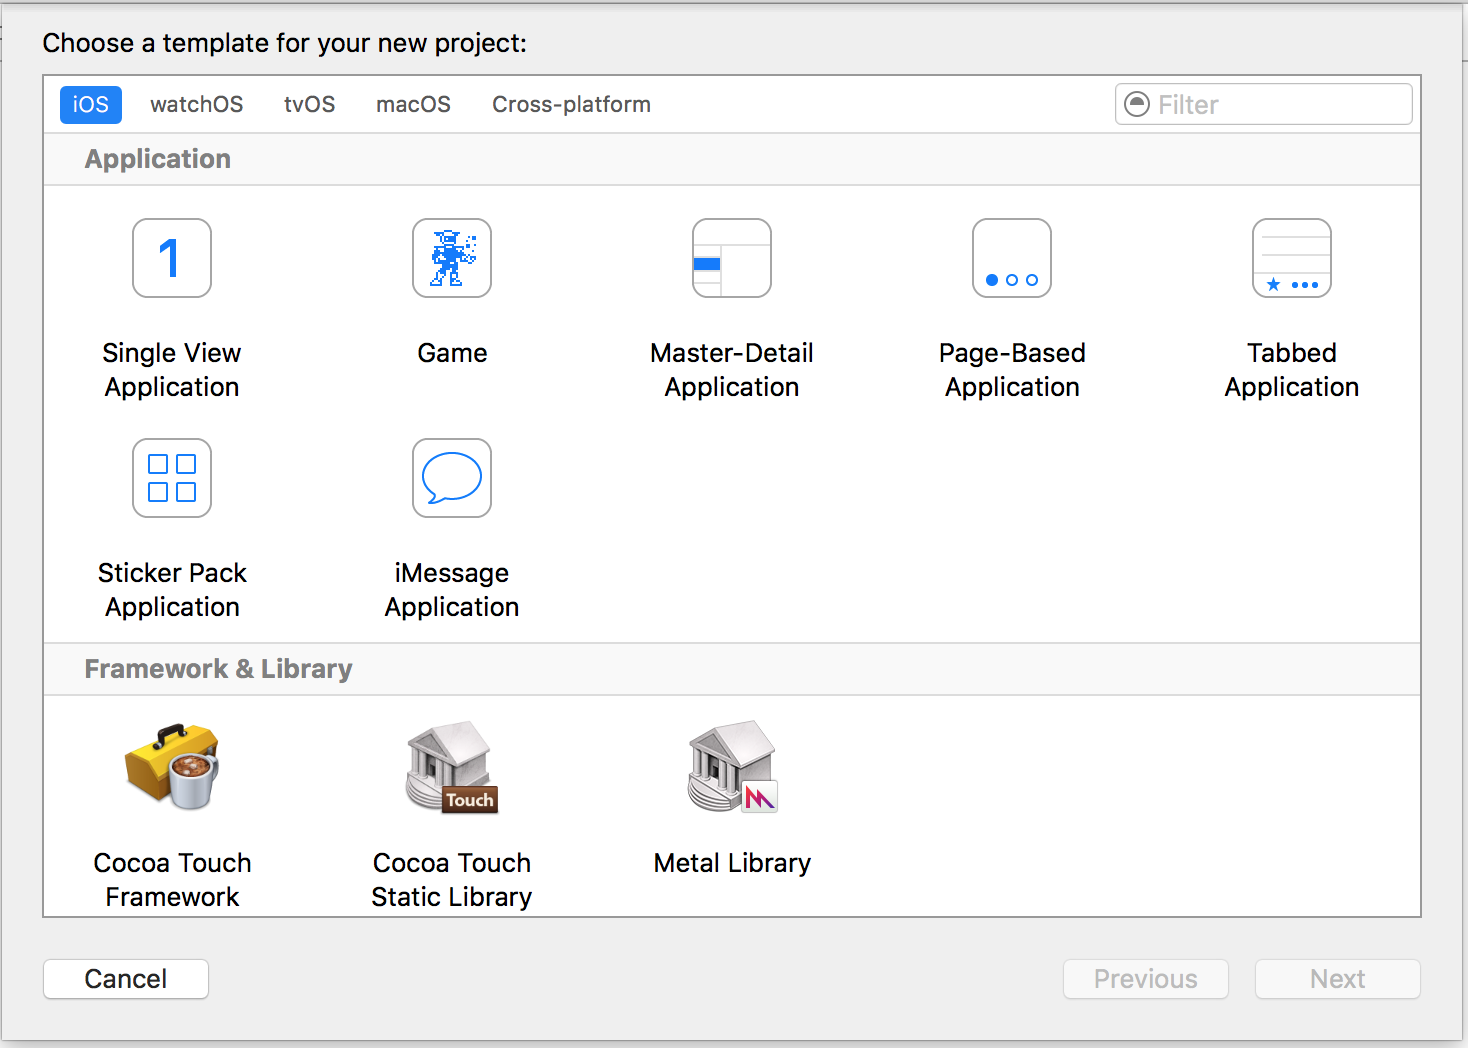 Choose a template for your new project:
iOS watchOS tvOS macOS Cross-platform Filter
Application
1
Single View Application
Game
Master-Detail Application
Page-Based Application
Tabbed Application
Sticker Pack Application
iMessage Application
Framework & Library
Touch
Cocoa Touch Framework
Cocoa Touch Static Library
Metal Library
Cancel Previous Next